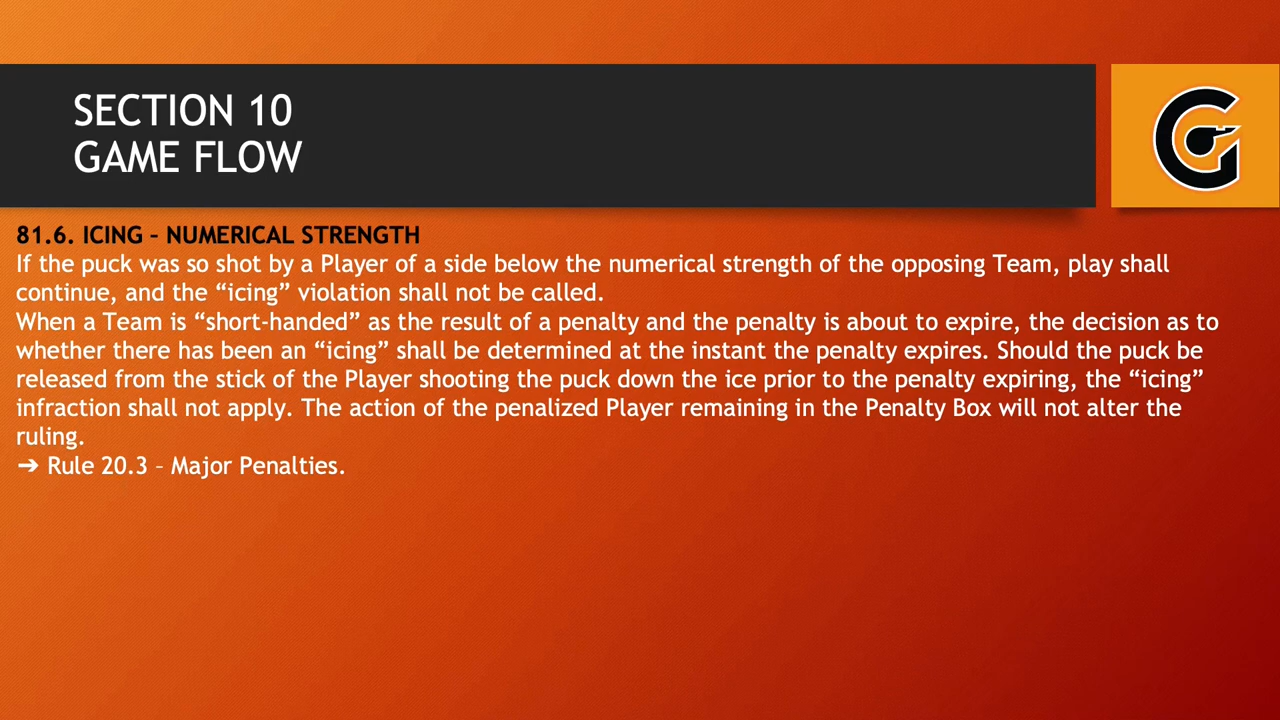 SECTION 10
GAME FLOW
81.6. ICING – NUMERICAL STRENGTH
If the puck was so shot by a Player of a side below the numerical strength of the opposing Team, play shall
continue, and the “icing” violation shall not be called.
When a Team is “short-handed” as the result of a penalty and the penalty is about to expire, the decision as to
whether there has been an “icing” shall be determined at the instant the penalty expires. Should the puck be
released from the stick of the Player shooting the puck down the ice prior to the penalty expiring, the “icing”
infraction shall not apply. The action of the penalized Player remaining in the Penalty Box will not alter the
ruling.
➔ Rule 20.3 – Major Penalties.